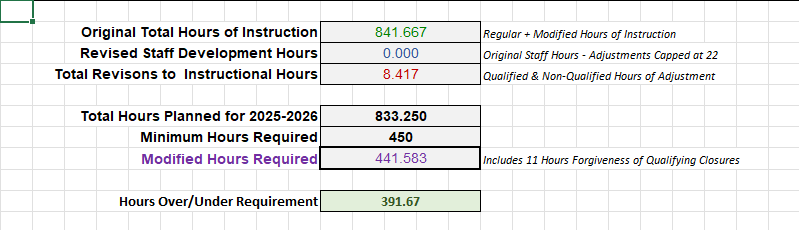 Original Total Hours of Instruction 841.667 Regular + Modified Hours of Instruction
Revised Staff Development Hours 0.000 Original Staff Hours - Adjustments Capped at 22
Total Revisons to Instructional Hours 8.417 Qualified & Non-Qualified Hours of Adjustment
Total Hours Planned for 2025-2026 833.250
Minimum Hours Required 450
Modified Hours Required 441.583 Includes 11 Hours Forgiveness of Qualifying Closures
Hours Over/Under Requirement 391.67